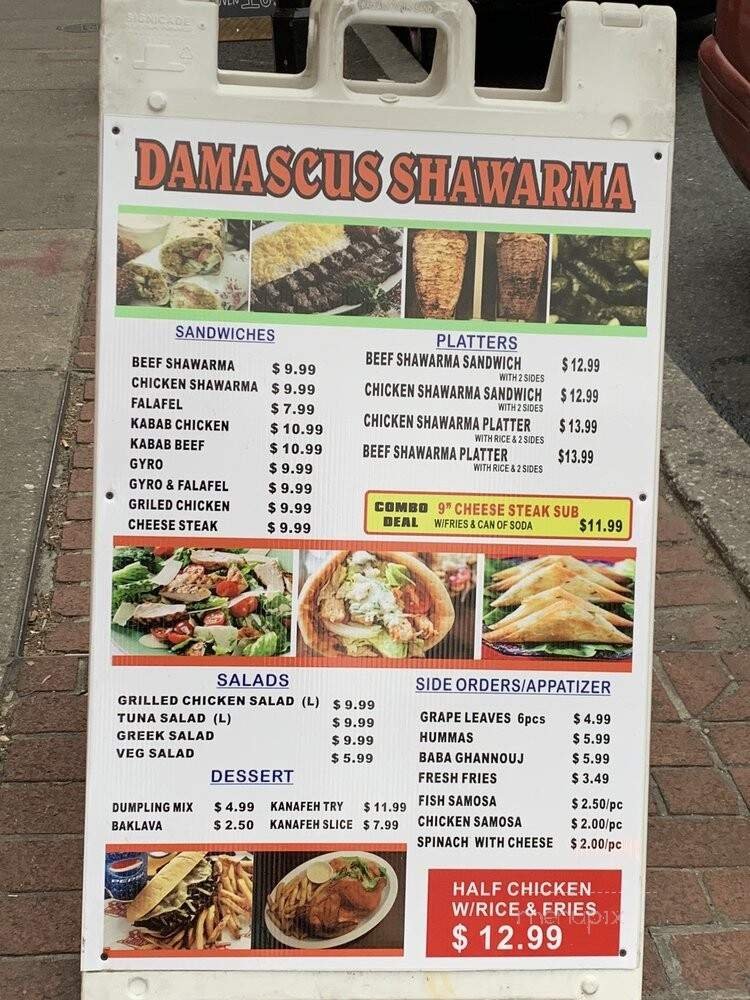 SIGNICADE
DAMASCUS SHAWARMA
SANDWICHES
BEEF SHAWARMA $ 9.99
CHICKEN SHAWARMA $ 9.99
FALAFEL $ 7.99
KABAB CHICKEN $ 10.99
KABAB BEEF $ 10.99
GYRO $ 9.99
GYRO & FALAFEL $ 9.99
GRILED CHICKEN $ 9.99
CHEESE STEAK $ 9.99
PLATTERS
BEEF SHAWARMA SANDWICH $ 12.99
WITH 2 SIDES
CHICKEN SHAWARMA SANDWICH $ 12.99
WITH 2 SIDES
CHICKEN SHAWARMA PLATTER $ 13.99
WITH RICE & 2 SIDES
BEEF SHAWARMA PLATTER $13.99
WITH RICE & 2 SIDES
COMBO DEAL
9" CHEESE STEAK SUB
W/FRIES & CAN OF SODA $11.99
SALADS
GRILLED CHICKEN SALAD (L) $ 9.99
TUNA SALAD (L) $ 9.99
GREEK SALAD $ 9.99
VEG SALAD $ 5.99
DESSERT
DUMPLING MIX $ 4.99 KANAFEH TRY $ 11.99
BAKLAVA $ 2.50 KANAFEH SLICE $ 7.99
SIDE ORDERS/APPATIZER
GRAPE LEAVES 6pcs $ 4.99
HUMMAS $ 5.99
BABA GHANNOUJ $ 5.99
FRESH FRIES $ 3.49
FISH SAMOSA $ 2.50/pc
CHICKEN SAMOSA $ 2.00/pc
SPINACH WITH CHEESE $ 2.00/pc
HALF CHICKEN
W/RICE & FRIES
$ 12.99
menupix